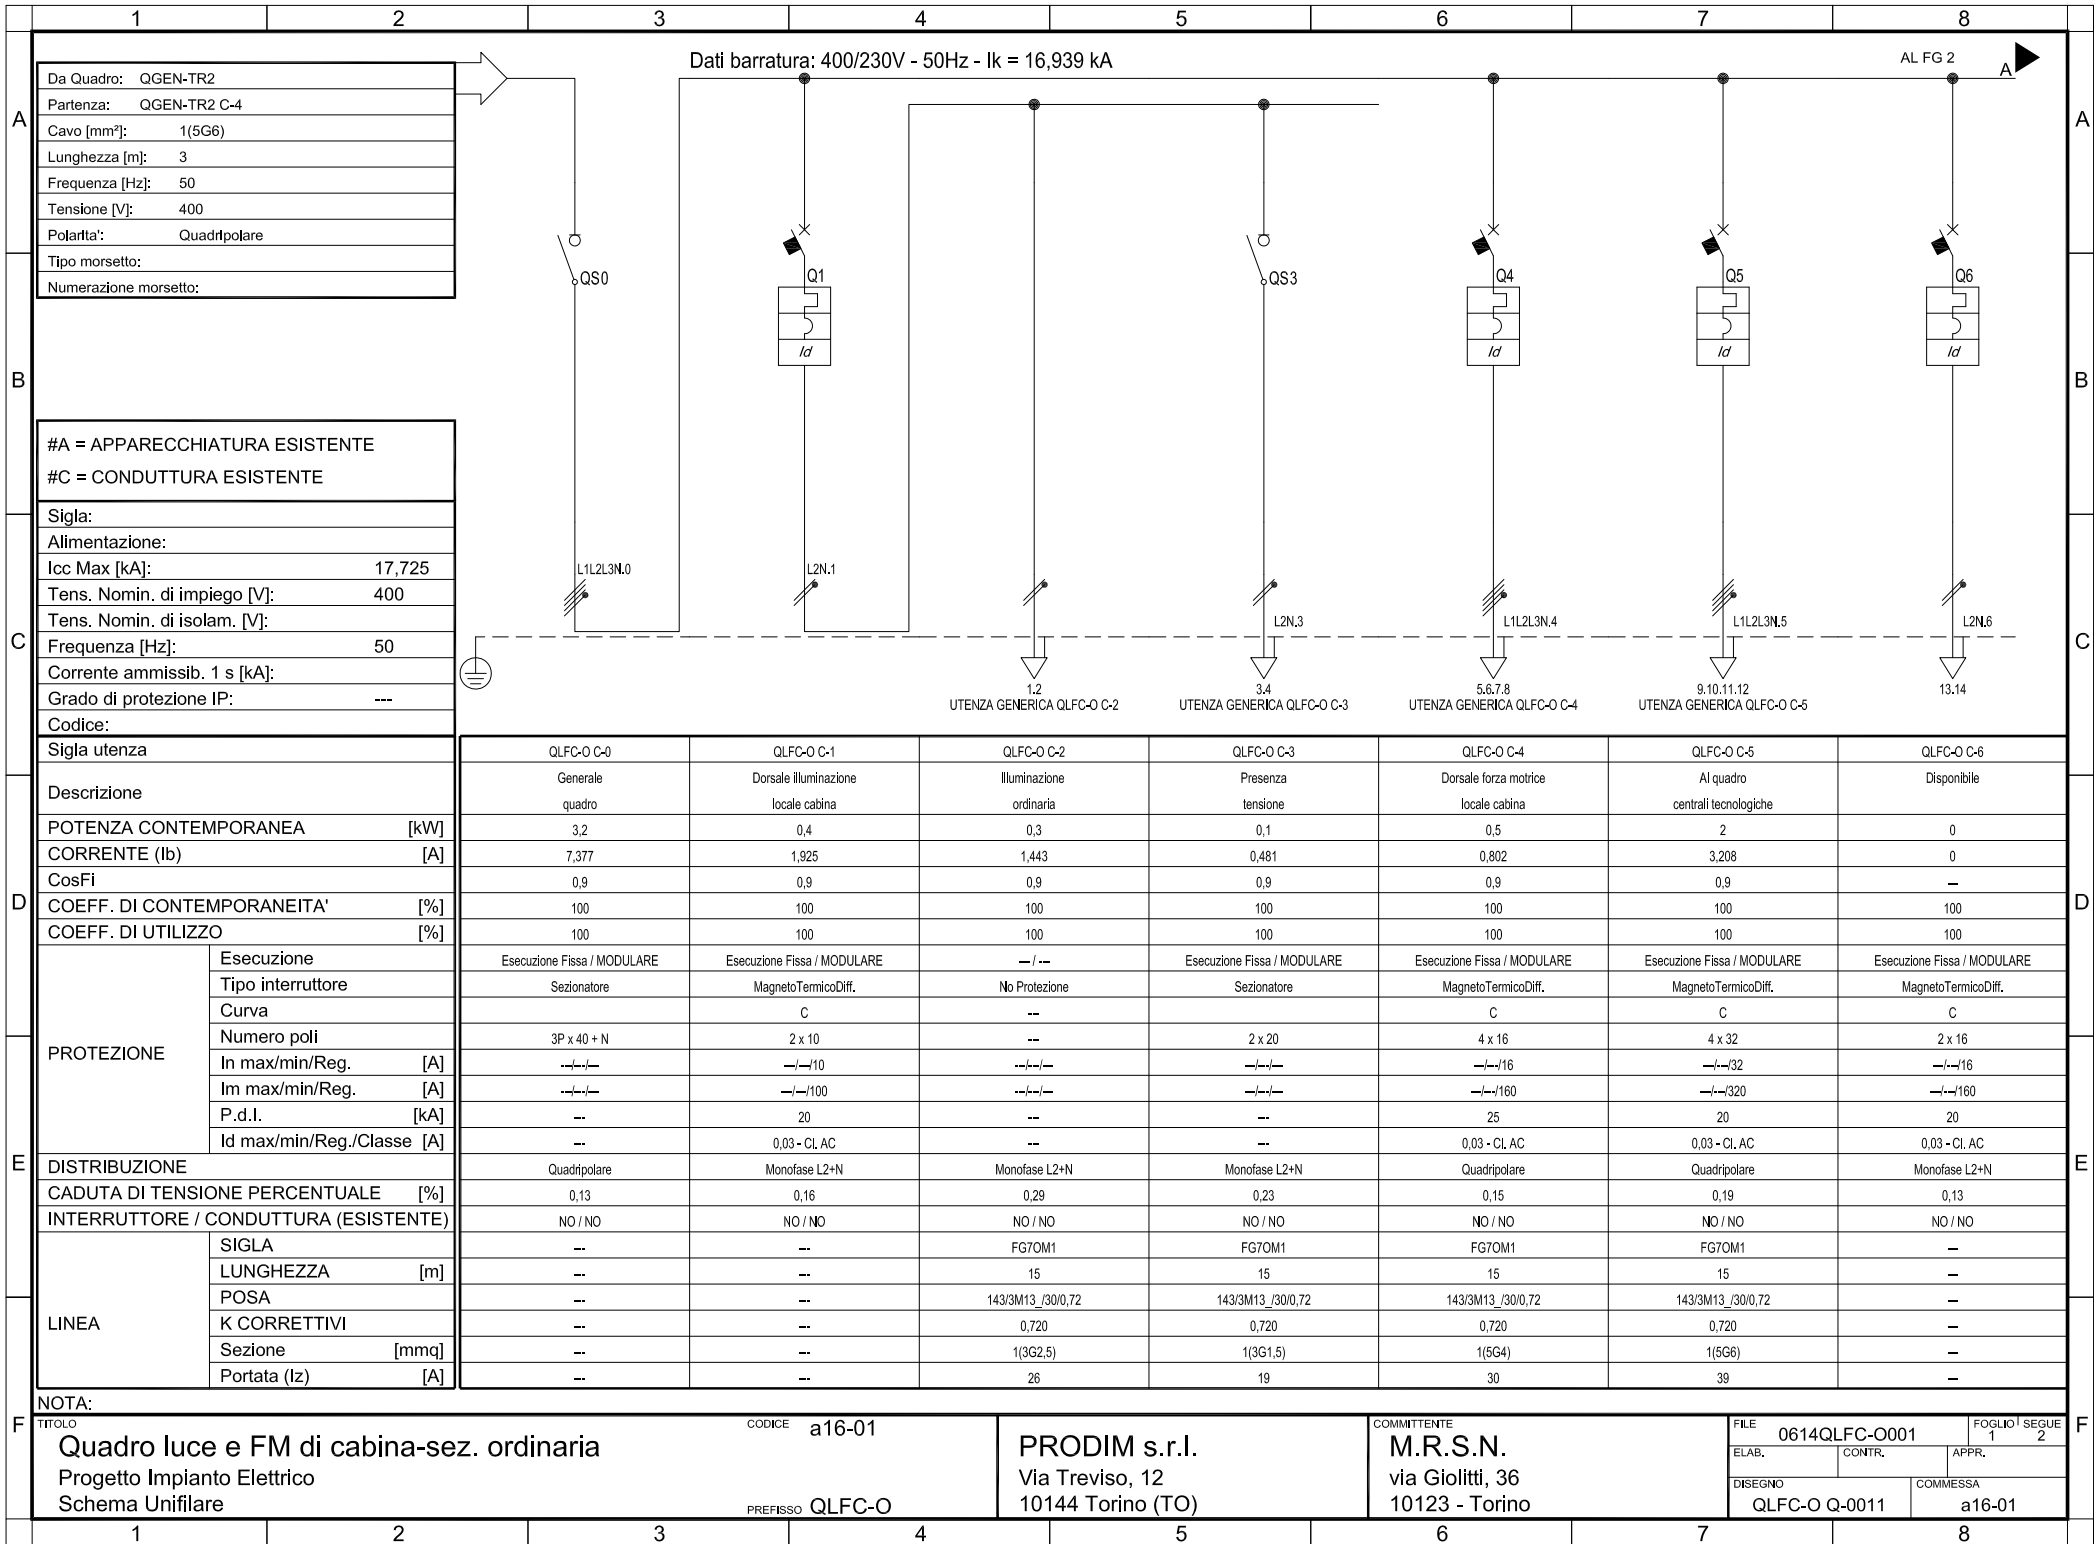 1 2 3 4 5 6 7 8
A
B
C
D
E
F
Da Quadro: QGEN-TR2
Partenza: QGEN-TR2 C-4
Cavo [mm²]: 1(5G6)
Lunghezza [m]: 3
Frequenza [Hz]: 50
Tensione [V]: 400
Polarita': Quadripolare
Tipo morsetto:
Numerazione morsetto:
Dati barratura: 400/230V - 50Hz - Ik = 16,939 kA
AL FG 2
A
QS0
Q1
QS3
Q4
Q5
Q6
Id
Id
Id
Id
#A = APPARECCHIATURA ESISTENTE
#C = CONDUTTURA ESISTENTE
Sigla:
Alimentazione:
Icc Max [kA]: 17,725
Tens. Nomin. di impiego [V]: 400
Tens. Nomin. di isolam. [V]:
Frequenza [Hz]: 50
Corrente ammissib. 1 s [kA]:
Grado di protezione IP: ---
Codice:
L1L2L3N.0
L2N.1
L2N.3
L1L2L3N.4
L1L2L3N.5
L2N.6
1.2
UTENZA GENERICA QLFC-O C-2
3.4
UTENZA GENERICA QLFC-O C-3
5.6.7.8
UTENZA GENERICA QLFC-O C-4
9.10.11.12
UTENZA GENERICA QLFC-O C-5
13.14
Sigla utenza QLFC-O C-0 QLFC-O C-1 QLFC-O C-2 QLFC-O C-3 QLFC-O C-4 QLFC-O C-5 QLFC-O C-6
Descrizione
Generale Dorsale illuminazione Illuminazione Presenza Dorsale forza motrice Al quadro Disponibile
quadro locale cabina ordinaria tensione locale cabina centrali tecnologiche
POTENZA CONTEMPORANEA [kW] 3,2 0,4 0,3 0,1 0,5 2 0
CORRENTE (Ib) [A] 7,377 1,925 1,443 0,481 0,802 3,208 0
CosFi 0,9 0,9 0,9 0,9 0,9 0,9 ---
COEFF. DI CONTEMPORANEITA' [%] 100 100 100 100 100 100 100
COEFF. DI UTILIZZO [%] 100 100 100 100 100 100 100
PROTEZIONE
Esecuzione Esecuzione Fissa / MODULARE Esecuzione Fissa / MODULARE --- / --- Esecuzione Fissa / MODULARE Esecuzione Fissa / MODULARE Esecuzione Fissa / MODULARE Esecuzione Fissa / MODULARE
Tipo interruttore Sezionatore MagnetoTermicoDiff. No Protezione Sezionatore MagnetoTermicoDiff. MagnetoTermicoDiff. MagnetoTermicoDiff.
Curva C --- C C C
Numero poli 3P x 40 + N 2 x 10 --- 2 x 20 4 x 16 4 x 32 2 x 16
In max/min/Reg. [A] ---/---/--- ---/---/10 ---/---/--- ---/---/--- ---/---/16 ---/---/32 ---/---/16
Im max/min/Reg. [A] ---/---/--- ---/---/100 ---/---/--- ---/---/--- ---/---/160 ---/---/320 ---/---/160
P.d.I. [kA] --- 20 --- --- 25 20 20
Id max/min/Reg./Classe [A] --- 0,03 - Cl. AC --- --- 0,03 - Cl. AC 0,03 - Cl. AC 0,03 - Cl. AC
DISTRIBUZIONE Quadripolare Monofase L2+N Monofase L2+N Monofase L2+N Quadripolare Quadripolare Monofase L2+N
CADUTA DI TENSIONE PERCENTUALE [%] 0,13 0,16 0,29 0,23 0,15 0,19 0,13
INTERRUTTORE / CONDUTTURA (ESISTENTE) NO / NO NO / NO NO / NO NO / NO NO / NO NO / NO NO / NO
LINEA
SIGLA --- --- FG7OM1 FG7OM1 FG7OM1 FG7OM1 ---
LUNGHEZZA [m] --- --- 15 15 15 15 ---
POSA --- --- 143/3M13_/30/0,72 143/3M13_/30/0,72 143/3M13_/30/0,72 143/3M13_/30/0,72 ---
K CORRETTIVI --- --- 0,720 0,720 0,720 0,720 ---
Sezione [mmq] --- --- 1(3G2,5) 1(3G1,5) 1(5G4) 1(5G6) ---
Portata (Iz) [A] --- --- 26 19 30 39 ---
NOTA:
TITOLO
Quadro luce e FM di cabina-sez. ordinaria
Progetto Impianto Elettrico
Schema Unifilare
CODICE a16-01
PREFISSO QLFC-O
PRODIM s.r.l.
Via Treviso, 12
10144 Torino (TO)
COMMITTENTE
M.R.S.N.
via Giolitti, 36
10123 - Torino
FILE 0614QLFC-O001
FOGLIO 1 SEGUE 2
ELAB. CONTR. APPR.
DISEGNO QLFC-O Q-0011
COMMESSA a16-01
A
B
C
D
E
F
1 2 3 4 5 6 7 8